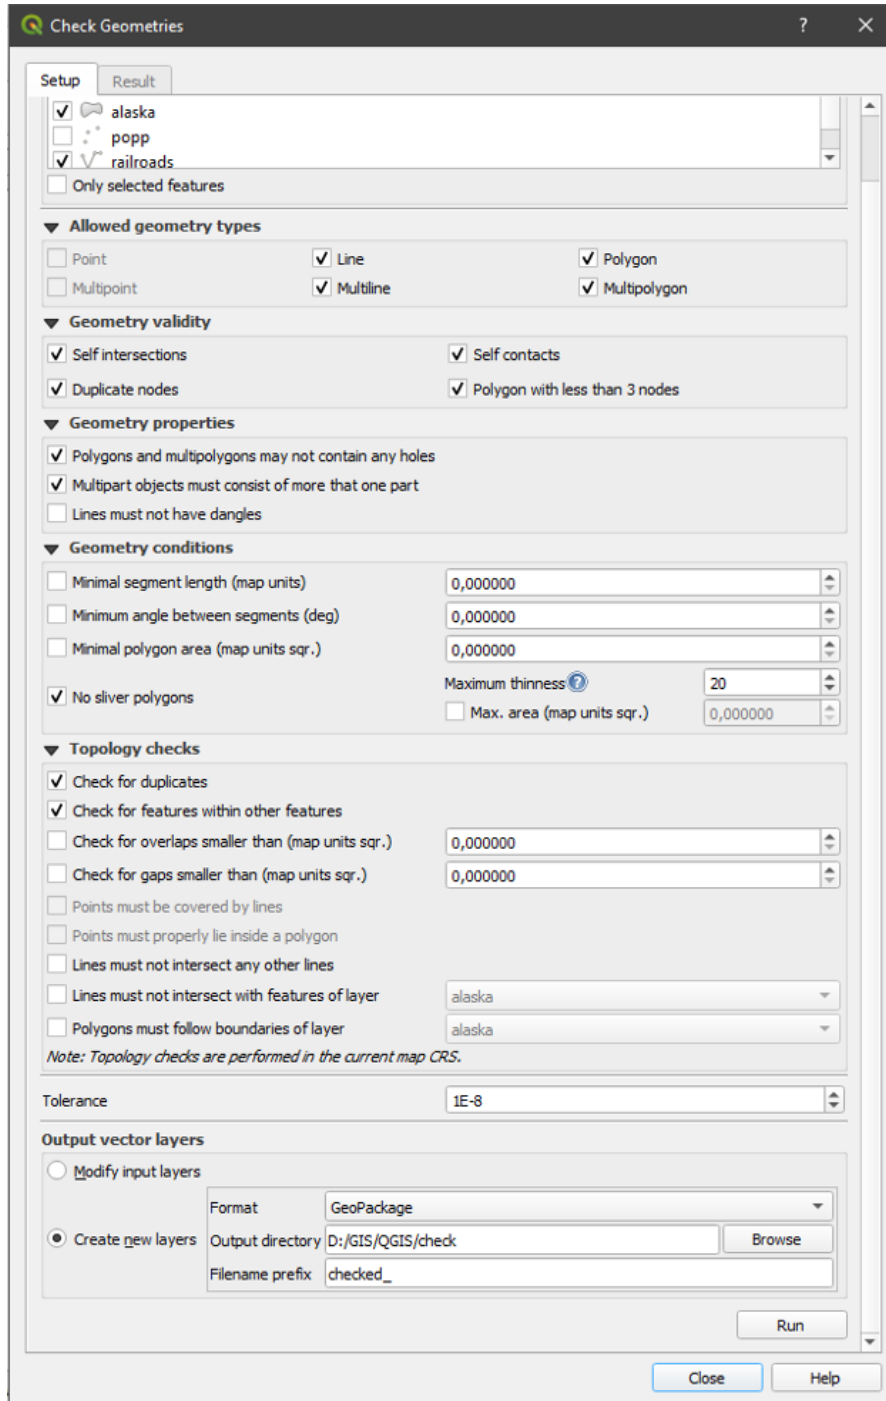 Check Geometries
Setup Result
alaska
popp
railroads
Only selected features
Allowed geometry types
Point Line Polygon
Multipoint Multiline Multipolygon
Geometry validity
Self intersections Self contacts
Duplicate nodes Polygon with less than 3 nodes
Geometry properties
Polygons and multipolygons may not contain any holes
Multipart objects must consist of more that one part
Lines must not have dangles
Geometry conditions
Minimal segment length (map units) 0,000000
Minimum angle between segments (deg) 0,000000
Minimal polygon area (map units sqr.) 0,000000
No sliver polygons Maximum thinness ? 20
Max. area (map units sqr.) 0,000000
Topology checks
Check for duplicates
Check for features within other features
Check for overlaps smaller than (map units sqr.) 0,000000
Check for gaps smaller than (map units sqr.) 0,000000
Points must be covered by lines
Points must properly lie inside a polygon
Lines must not intersect any other lines
Lines must not intersect with features of layer alaska
Polygons must follow boundaries of layer alaska
Note: Topology checks are performed in the current map CRS.
Tolerance 1E-8
Output vector layers
Modify input layers
Format GeoPackage
Create new layers Output directory D:/GIS/QGIS/check Browse
Filename prefix checked_
Run
Close Help